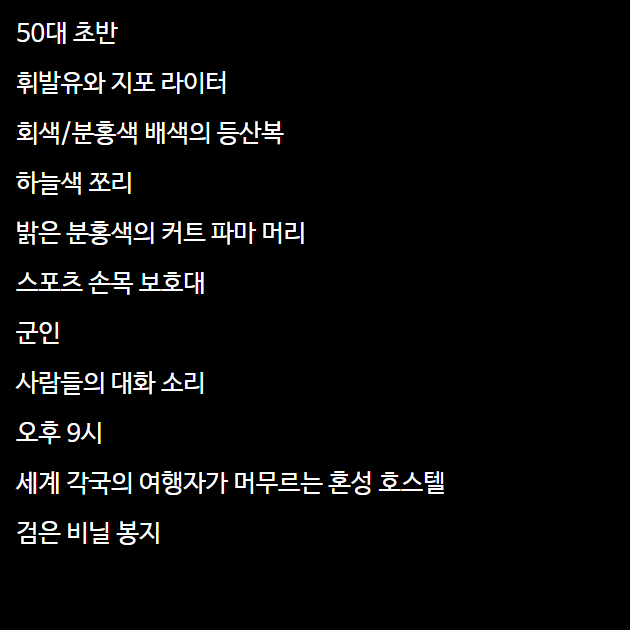 50대 초반
휘발유와 지포 라이터
회색/분홍색 배색의 등산복
하늘색 쪼리
밝은 분홍색의 커트 파마 머리
스포츠 손목 보호대
군인
사람들의 대화 소리
오후 9시
세계 각국의 여행자가 머무르는 혼성 호스텔
검은 비닐 봉지